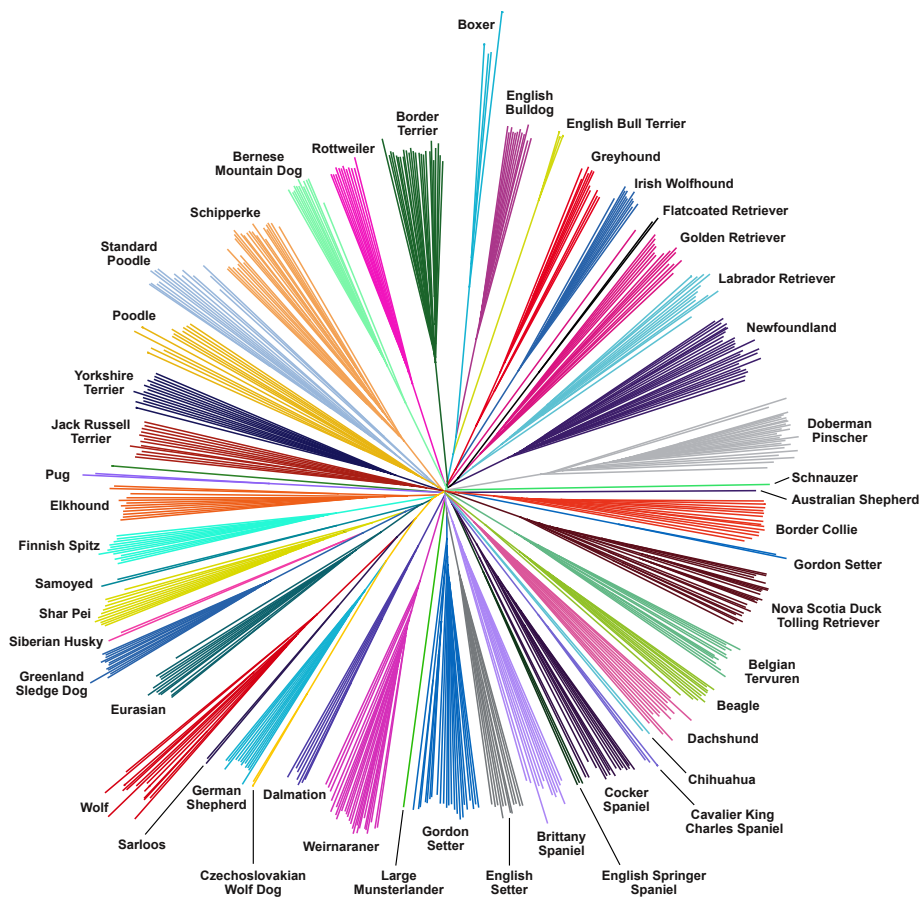 Boxer
English
Bulldog
English Bull Terrier
Greyhound
Irish Wolfhound
Flatcoated Retriever
Golden Retriever
Labrador Retriever
Newfoundland
Doberman
Pinscher
Schnauzer
Australian Shepherd
Border Collie
Gordon Setter
Nova Scotia Duck
Tolling Retriever
Belgian
Tervuren
Beagle
Dachshund
Chihuahua
Cavalier King
Charles Spaniel
Cocker
Spaniel
English Springer
Spaniel
Brittany
Spaniel
English
Setter
Gordon
Setter
Large
Munsterlander
Weirnaraner
Dalmation
Czechoslovakian
Wolf Dog
German
Shepherd
Sarloos
Wolf
Eurasian
Greenland
Sledge Dog
Siberian Husky
Shar Pei
Samoyed
Finnish Spitz
Elkhound
Pug
Jack Russell
Terrier
Yorkshire
Terrier
Poodle
Standard
Poodle
Schipperke
Bernese
Mountain Dog
Rottweiler
Border
Terrier